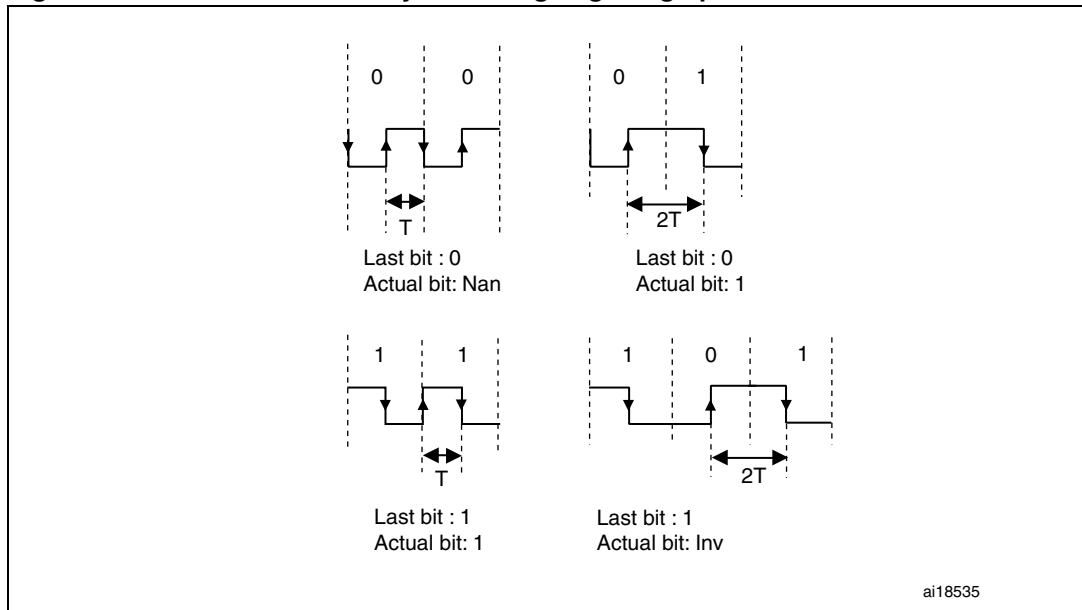 0 0
0 1
T
2T
Last bit : 0
Actual bit: Nan
Last bit : 0
Actual bit: 1
1 1
1 0 1
T
2T
Last bit : 1
Actual bit: 1
Last bit : 1
Actual bit: Inv
ai18535